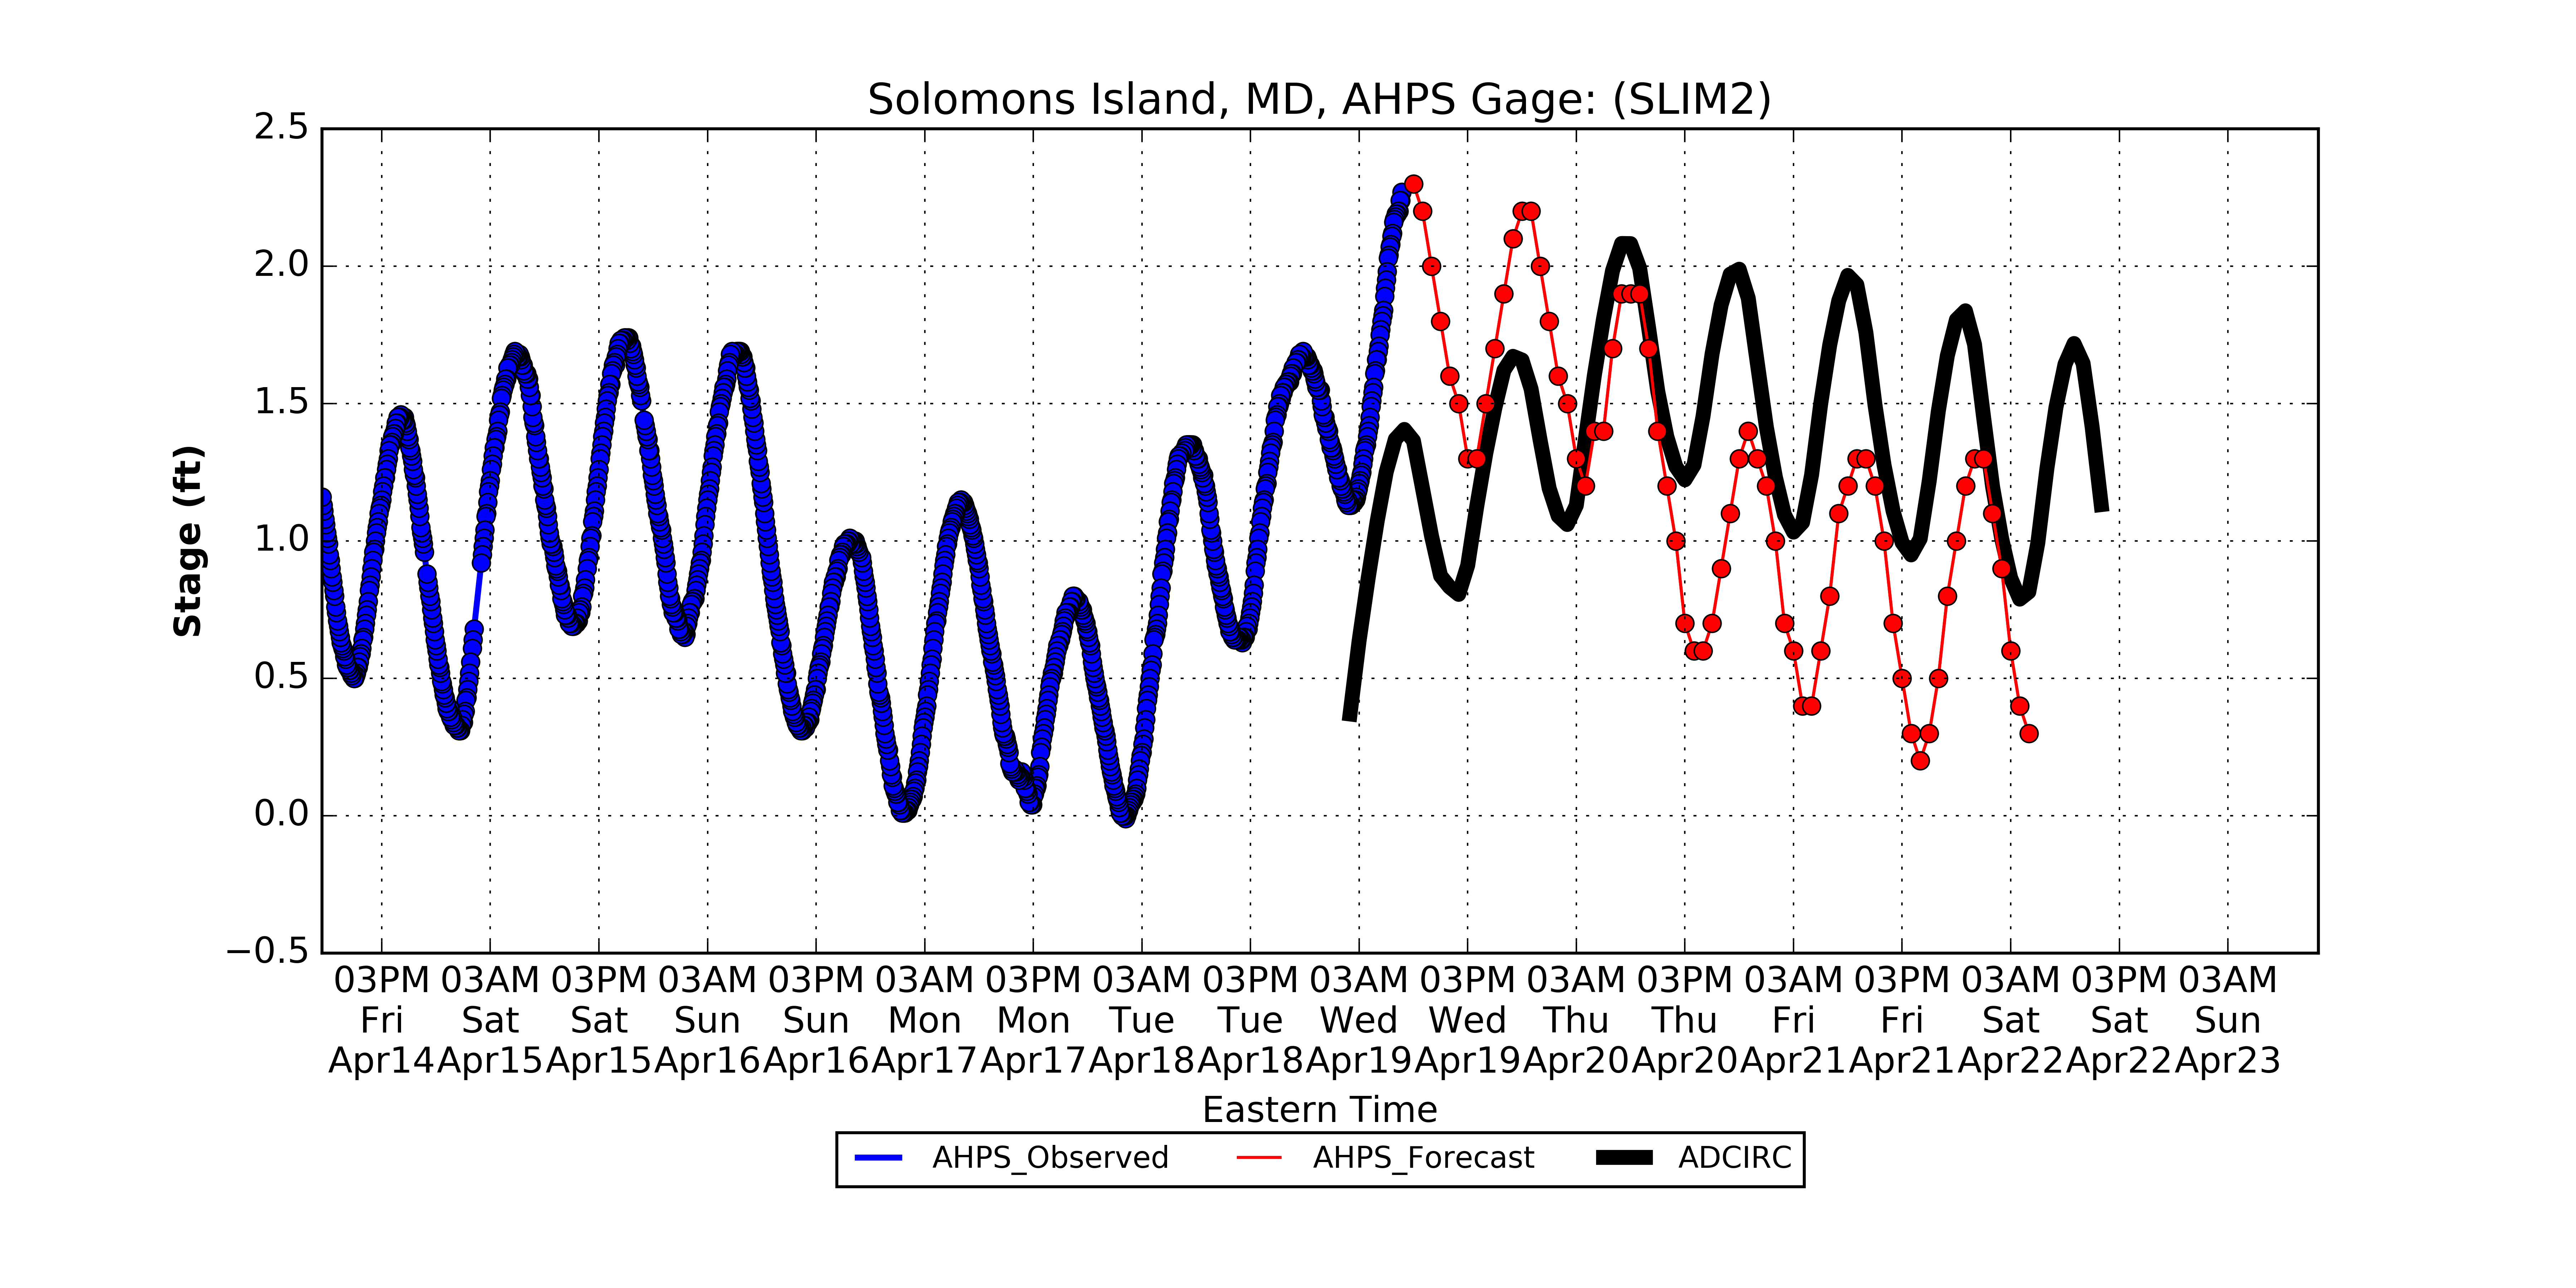 Solomons Island, MD, AHPS Gage: (SLIM2)
2.5
2.0
1.5
1.0
0.5
0.0
−0.5
Stage (ft)
03PM 03AM 03PM 03AM 03PM 03AM 03PM 03AM 03PM 03AM 03PM 03AM 03PM 03AM 03PM 03AM 03PM 03AM
Fri Sat Sat Sun Sun Mon Mon Tue Tue Wed Wed Thu Thu Fri Fri Sat Sat Sun
Apr14 Apr15 Apr15 Apr16 Apr16 Apr17 Apr17 Apr18 Apr18 Apr19 Apr19 Apr20 Apr20 Apr21 Apr21 Apr22 Apr22 Apr23
Eastern Time
AHPS_Observed AHPS_Forecast ADCIRC